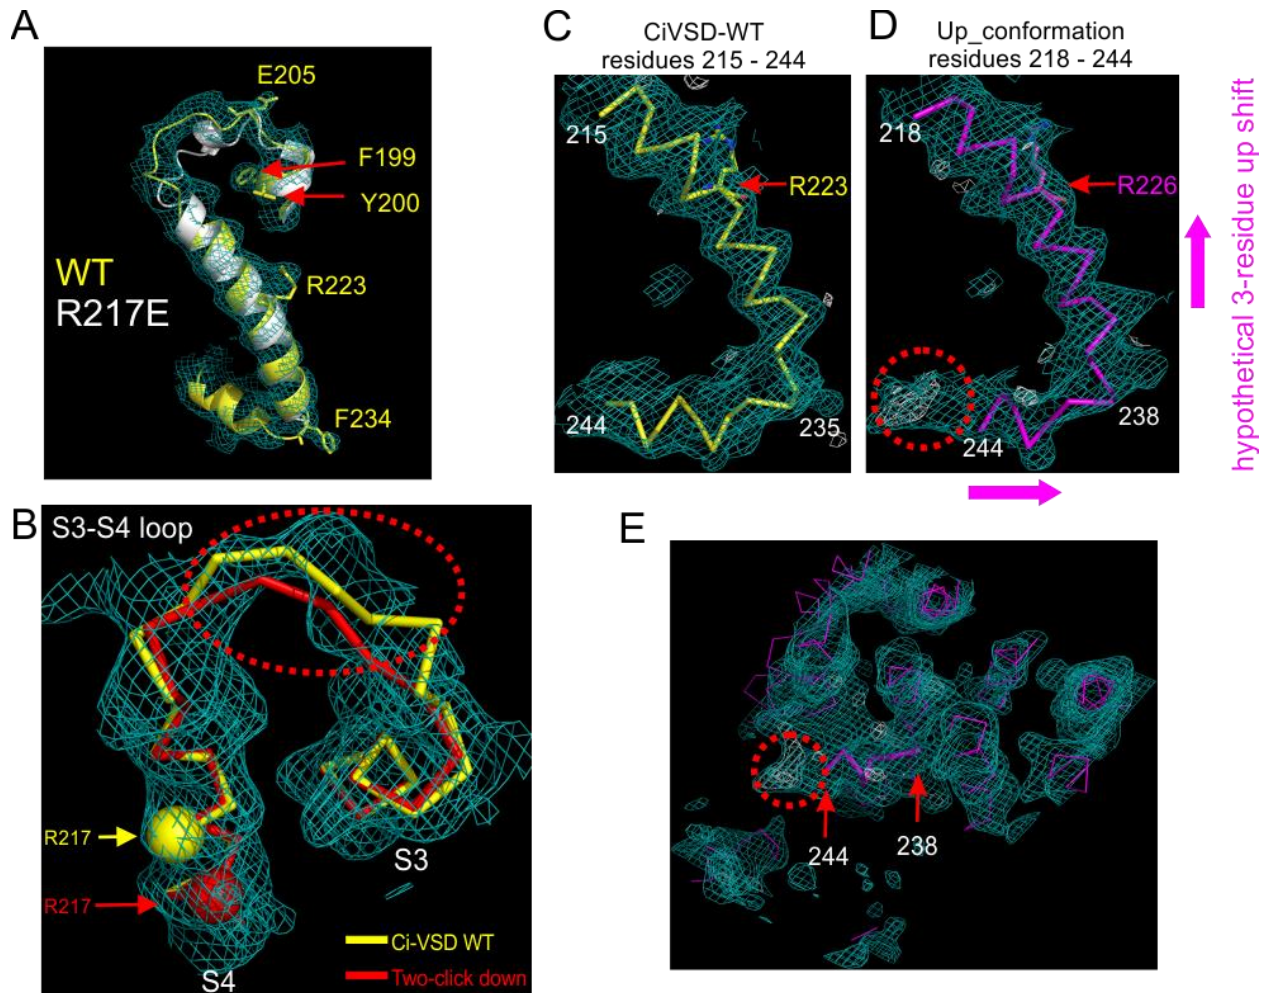 A
E205
F199
Y200
WT
R217E
R223
F234
C
CiVSD-WT
residues 215 - 244
215
R223
244
235
D
Up_conformation
residues 218 - 244
218
R226
244
238
hypothetical 3-residue up shift
B
S3-S4 loop
R217
R217
S3
S4
Ci-VSD WT
Two-click down
E
244
238